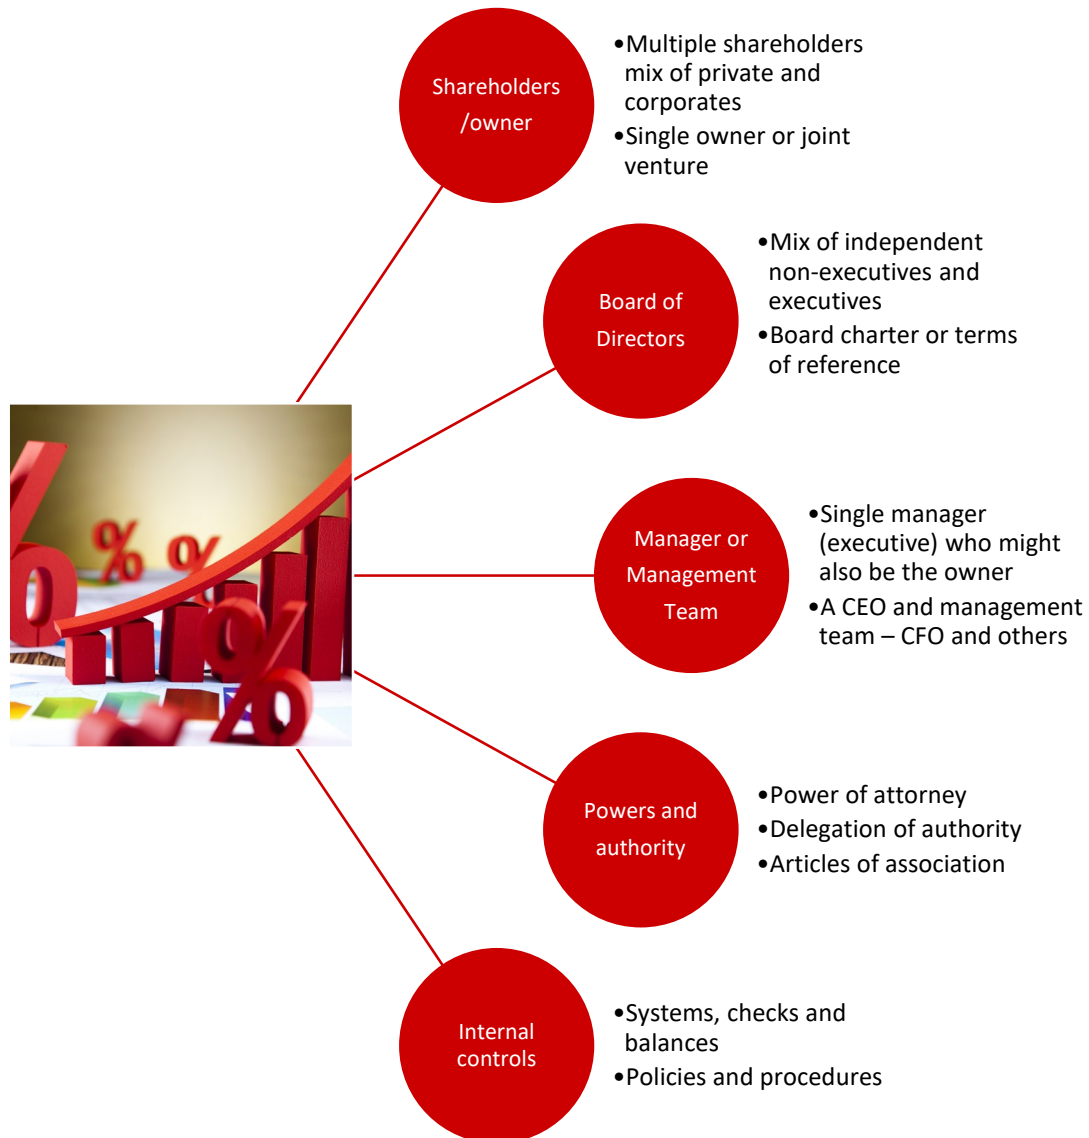 Shareholders
/owner
•Multiple shareholders
mix of private and
corporates
•Single owner or joint
venture
Board of
Directors
•Mix of independent
non-executives and
executives
•Board charter or terms
of reference
Manager or
Management
Team
•Single manager
(executive) who might
also be the owner
•A CEO and management
team – CFO and others
Powers and
authority
•Power of attorney
•Delegation of authority
•Articles of association
Internal
controls
•Systems, checks and
balances
•Policies and procedures
%
%
%
%